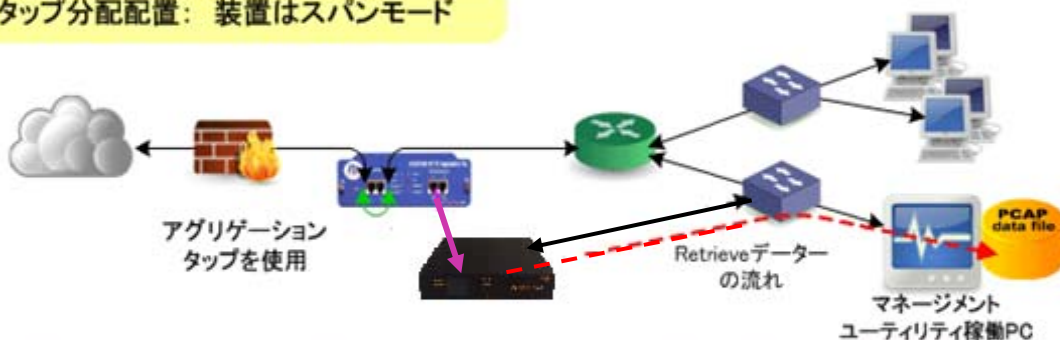 タップ分配配置: 装置はスパンモード
アグリゲーション
タップを使用
Retrieveデーター
の流れ
PCAP
data file
マネージメント
ユーティリティ稼働PC